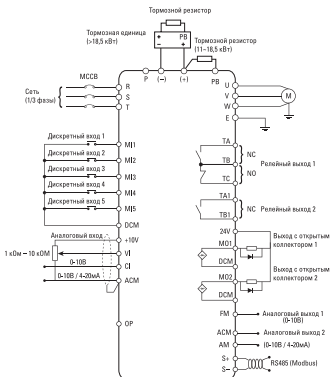 Тормозной резистор
Тормозная единица
(>18,5 кВт)
PB
Тормозной резистор
(11–18,5 кВт)
P (–) (+) PB
MCCB
Сеть
(1/3 фазы)
R
S
T
U
V
W
M
E
Дискретный вход 1
MI1
Дискретный вход 2
MI2
Дискретный вход 3
MI3
Дискретный вход 4
MI4
Дискретный вход 5
MI5
DCM
TA
NC
TB
Релейный выход 1
NO
TC
TA1
NC
Релейный выход 2
TB1
24V
MO1
Выход с открытым
коллектором 1
DCM
MO2
Выход с открытым
коллектором 2
DCM
Аналоговый вход
+10V
1 кОм – 10 кОМ
VI
0-10В
CI
0-10В / 4-20мА
ACM
OP
FM
Аналоговый выход 1
(0-10В)
ACM
Аналоговый выход 2
AM
(0-10В / 4-20мА)
S+
RS485 (Modbus)
S–